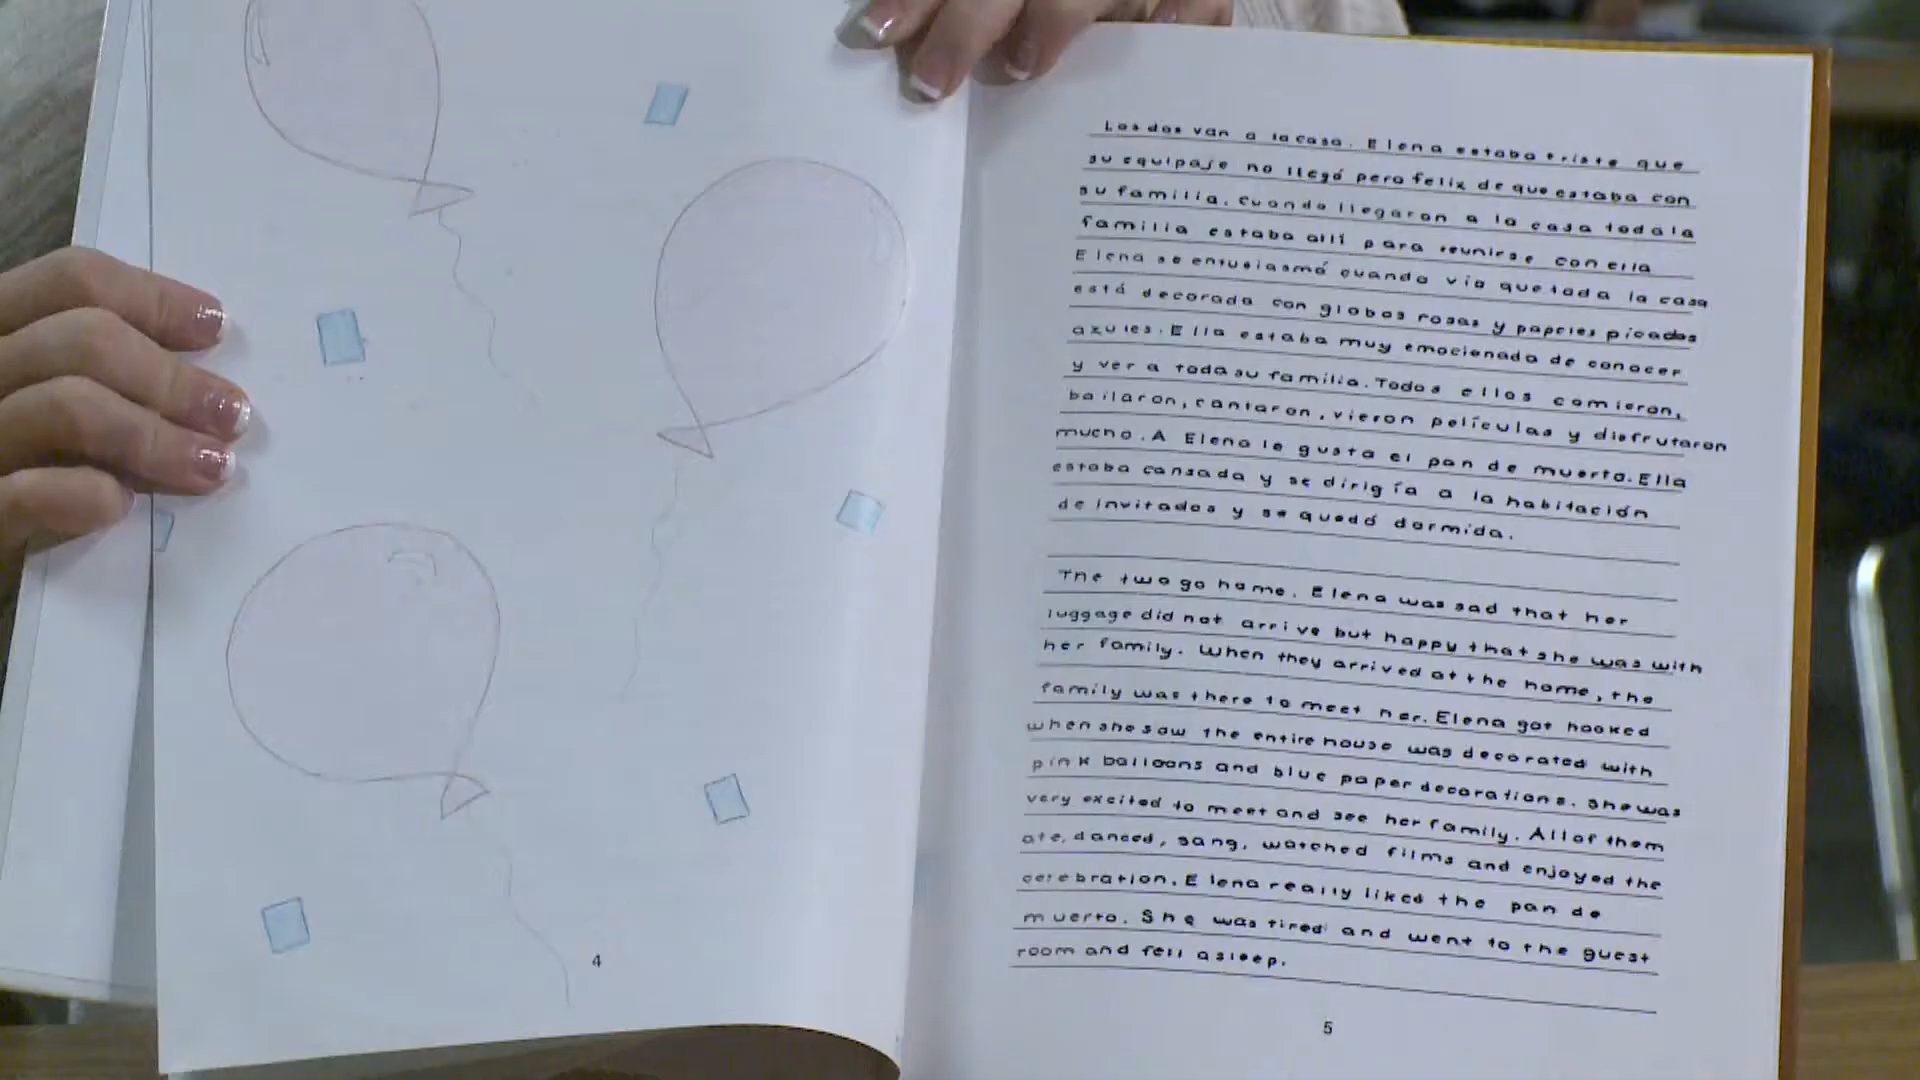 Los dos van a la casa. Elena estaba triste que
su equipaje no llegó pero feliz de que estaba con
su familia. Cuando llegaron a la casa toda la
familia estaba allí para reunirse con ella
Elena se entusiasmó cuando vio que toda la casa
está decorada con globos rosas y papeles picados
azules. Ella estaba muy emocionada de conocer
y ver a toda su familia. Todos ellos comieron,
bailaron, cantaron, vieron películas y disfrutaron
mucho. A Elena le gusta el pan de muerto. Ella
estaba cansada y se dirigía a la habitación
de invitados y se quedó dormida.
The two go home. Elena was sad that her
luggage did not arrive but happy that she was with
her family. When they arrived at the home, the
family was there to meet her. Elena got hooked
when she saw the entire house was decorated with
pink balloons and blue paper decorations. She was
very excited to meet and see her family. All of them
ate, danced, sang, watched films and enjoyed the
cerebration. Elena really liked the pan de
muerto. She was tired and went to the guest
room and fell asleep.
4
5